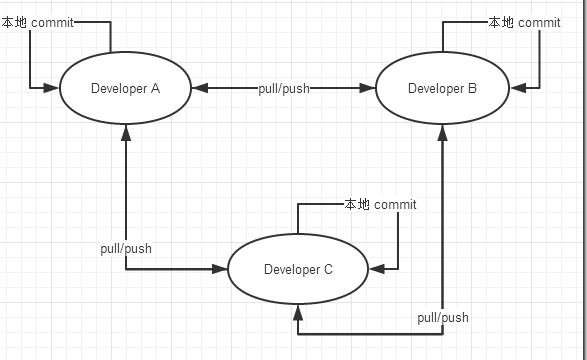 本地 commit
本地 commit
Developer A
pull/push
Developer B
本地 commit
pull/push
Developer C
pull/push